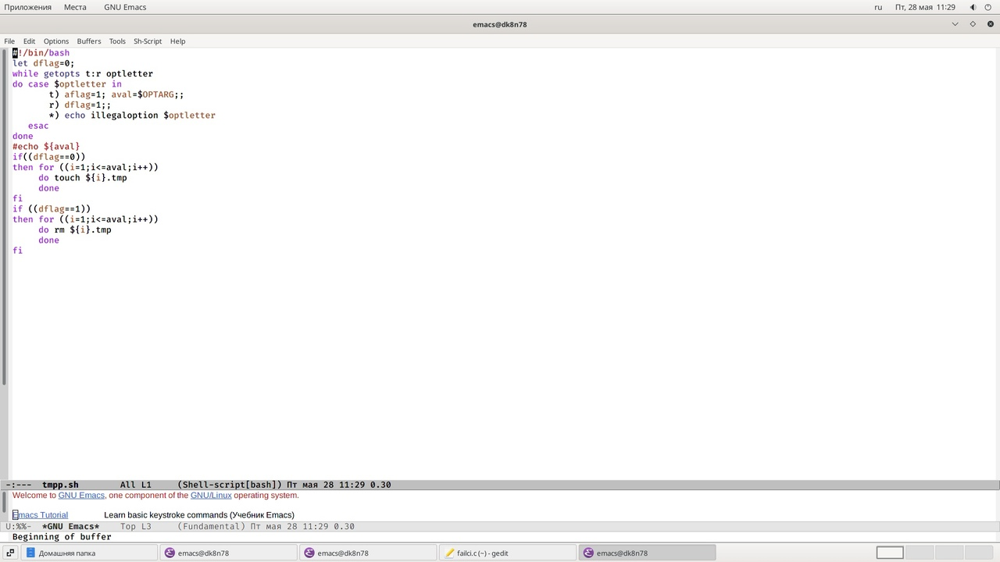 Приложения Места GNU Emacs ru Пт, 28 мая 11:29
emacs@dk8n78
File Edit Options Buffers Tools Sh-Script Help
#!/bin/bash
let dflag=0;
while getopts t:r optletter
do case $optletter in
t) aflag=1; aval=$OPTARG;;
r) dflag=1;;
*) echo illegaloption $optletter
esac
done
#echo ${aval}
if((dflag==0))
then for ((i=1;i<=aval;i++))
do touch ${i}.tmp
done
fi
if ((dflag==1))
then for ((i=1;i<=aval;i++))
do rm ${i}.tmp
done
fi
-:--- tmpp.sh All L1 (Shell-script[bash]) Пт мая 28 11:29 0.30
Welcome to GNU Emacs, one component of the GNU/Linux operating system.
Emacs Tutorial Learn basic keystroke commands (Учебник Emacs)
U:%%- *GNU Emacs* Top L3 (Fundamental) Пт мая 28 11:29 0.30
Beginning of buffer
Домашняя папка emacs@dk8n78 emacs@dk8n78 failci.c (~) - gedit emacs@dk8n78